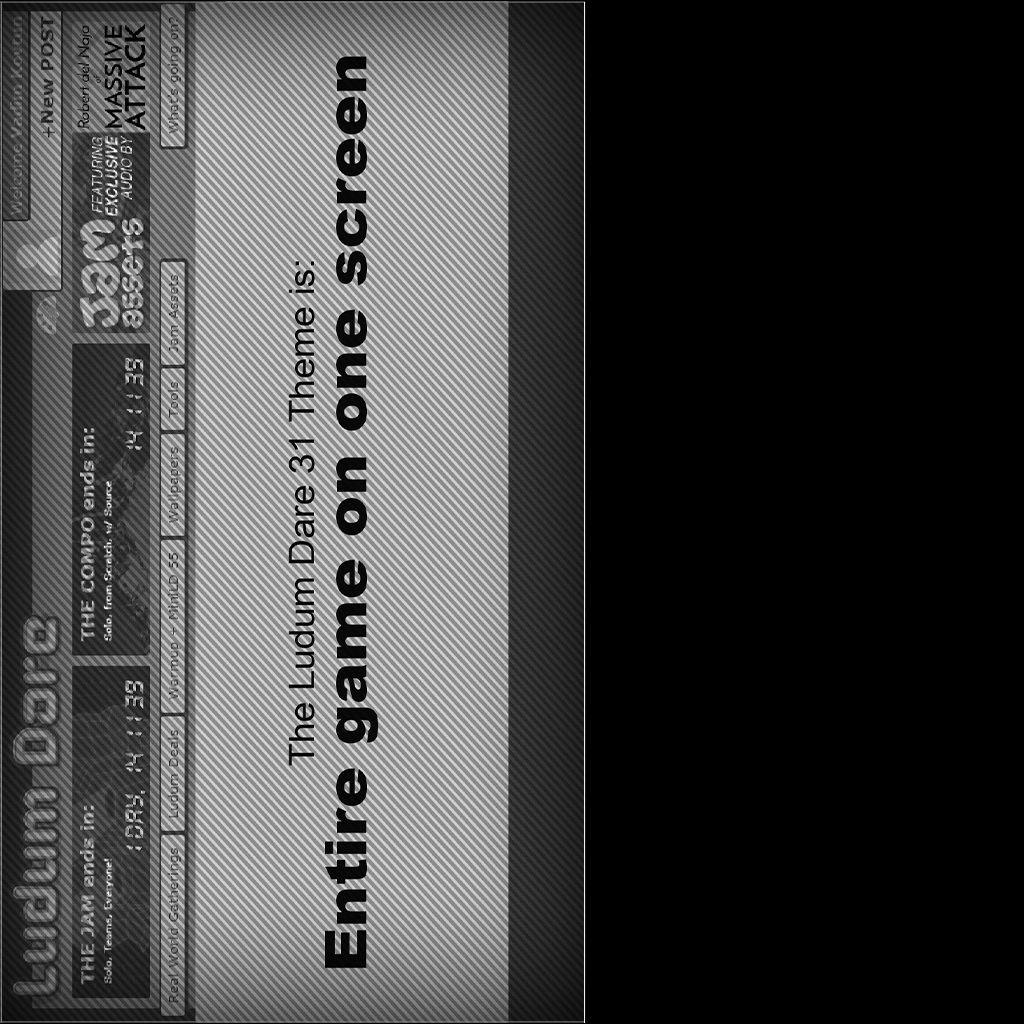 Welcome Vadim
+New POST
Ludum Dare
THE JAM ends in:
Solo, Teams, Everyone!
1 DAY, 14 11:39
THE COMPO ends in:
Solo, from Scratch, w/ Source
14 11:39
Jam
assets
FEATURING
EXCLUSIVE
AUDIO BY
Robert del Naja
of
MASSIVE
ATTACK
Real World Gatherings
Ludum Deals
Warmup + MiniLD 55
Wallpapers
Tools
Jam Assets
What's going on?
The Ludum Dare 31 Theme is:
Entire game on one screen